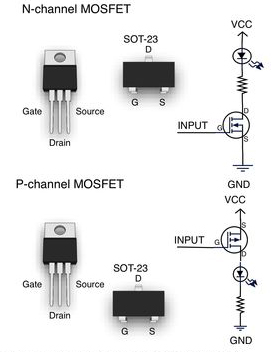 N-channel MOSFET
VCC
SOT-23
D
Gate
Source
G
S
Drain
D
INPUT
G
S
GND
P-channel MOSFET
VCC
S
INPUT
G
D
SOT-23
D
Gate
Source
Drain
G
S
GND